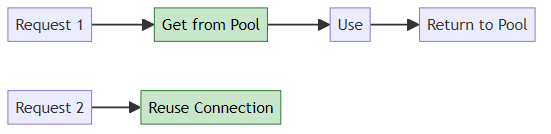 Request 1
Get from Pool
Use
Return to Pool
Request 2
Reuse Connection